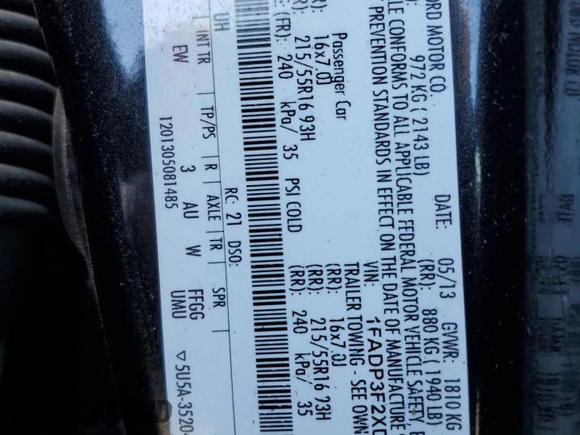 ORD MOTOR CO. DATE: 05/13 GVWR: 1810 KG
972 KG ( 2143 LB) (RR): 880 KG ( 1940 LB)
LE CONFORMS TO ALL APPLICABLE FEDERAL MOTOR VEHICLE SAFETY,
PREVENTION STANDARDS IN EFFECT ON THE DATE OF MANUFACTURE
VIN: 1FADP3F2XD
Passenger Car TRAILER TOWING - SEE OWN
16x7.0J (RR): 16x7.0J
215/55R16 93H (RR): 215/55R16 93H
(FR): 240 kPa/ 35 PSI COLD (RR): 240 kPa/ 35
UH RC: 21 DSO:
INT TR TP/PS R AXLE TR SPR
EW 3 AU W FFGG
UMU
1201305081485 5U5A-3520